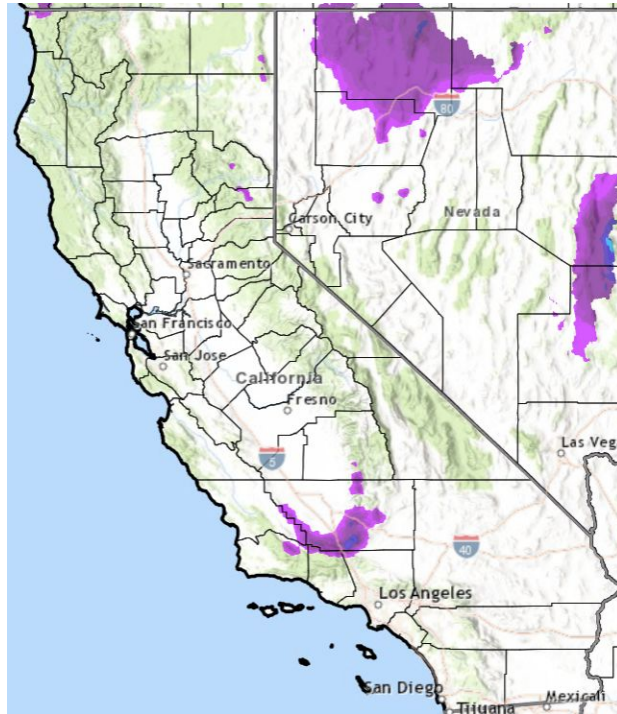 80
Carson City
Nevada
Sacramento
San Francisco
San Jose
California
Fresno
5
Las Veg
40
Los Angeles
San Diego
Tijuana
Mexicali